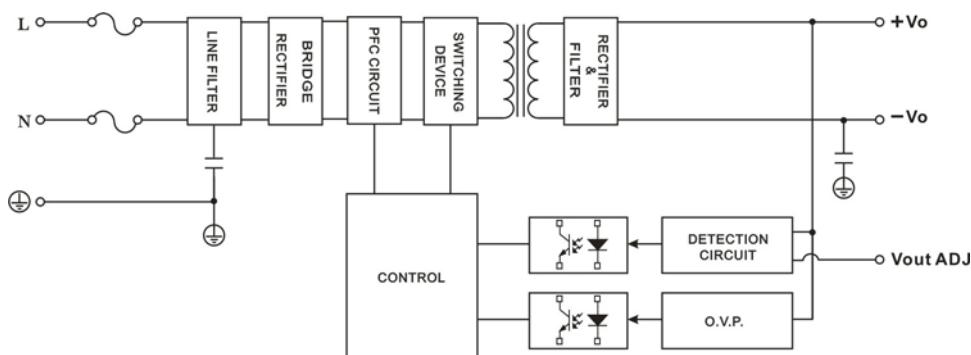 L
N
LINE FILTER
BRIDGE
RECTIFIER
PFC CIRCUIT
SWITCHING
DEVICE
RECTIFIER
&
FILTER
+Vo
−Vo
CONTROL
DETECTION
CIRCUIT
Vout ADJ
O.V.P.